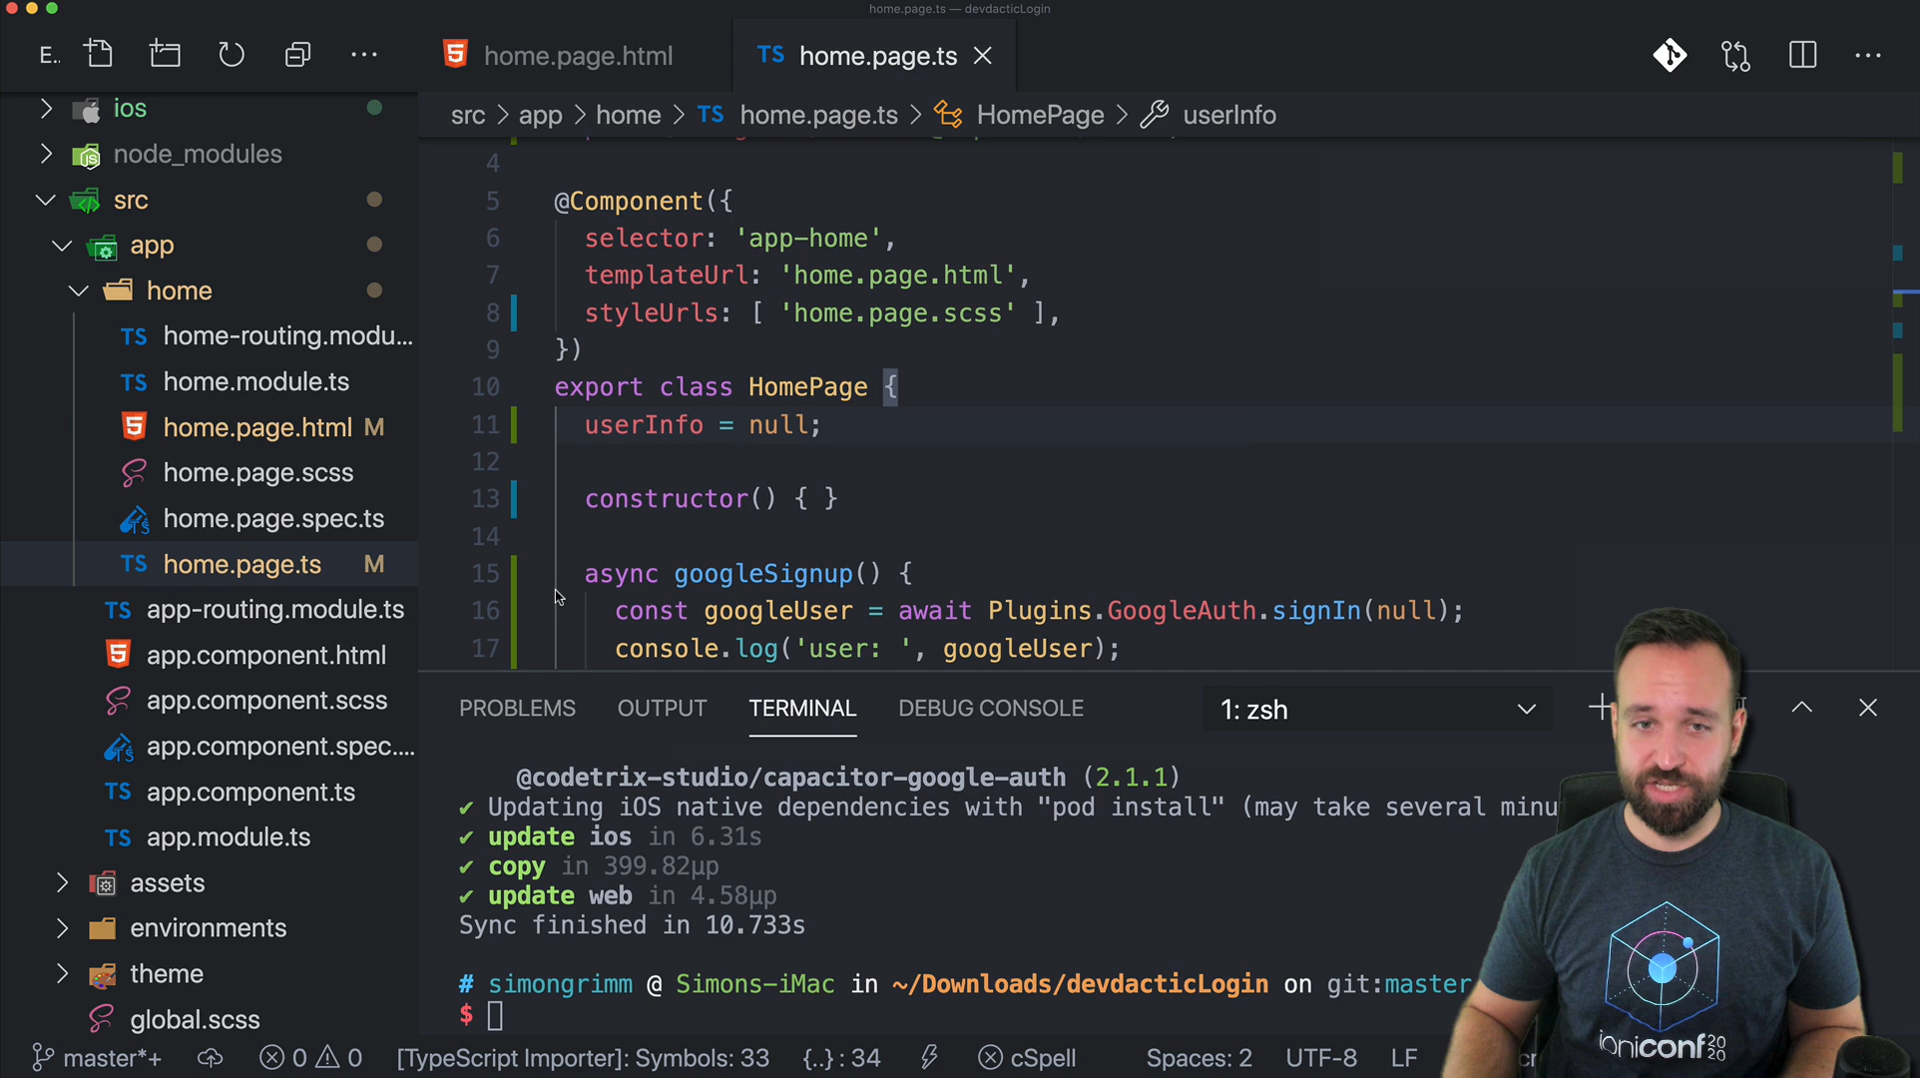 home.page.ts — devdacticLogin
E..
home.page.html
TS home.page.ts
ios
node_modules
src
app
home
TS home-routing.modu...
TS home.module.ts
home.page.html M
home.page.scss
home.page.spec.ts
TS home.page.ts M
TS app-routing.module.ts
app.component.html
app.component.scss
app.component.spec....
TS app.component.ts
TS app.module.ts
assets
environments
theme
global.scss
src > app > home > TS home.page.ts > HomePage > userInfo
4
5 @Component({
6 selector: 'app-home',
7 templateUrl: 'home.page.html',
8 styleUrls: [ 'home.page.scss' ],
9 })
10 export class HomePage {
11 userInfo = null;
12
13 constructor() { }
14
15 async googleSignup() {
16 const googleUser = await Plugins.GoogleAuth.signIn(null);
17 console.log('user: ', googleUser);
PROBLEMS OUTPUT TERMINAL DEBUG CONSOLE 1: zsh
@codetrix-studio/capacitor-google-auth (2.1.1)
✔ Updating iOS native dependencies with "pod install" (may take several minu
✔ update ios in 6.31s
✔ copy in 399.82μp
✔ update web in 4.58μp
Sync finished in 10.733s
# simongrimm @ Simons-iMac in ~/Downloads/devdacticLogin on git:master
$
ioniconf 2020
master*+ 0 0 [TypeScript Importer]: Symbols: 33 {..} : 34 cSpell Spaces: 2 UTF-8 LF